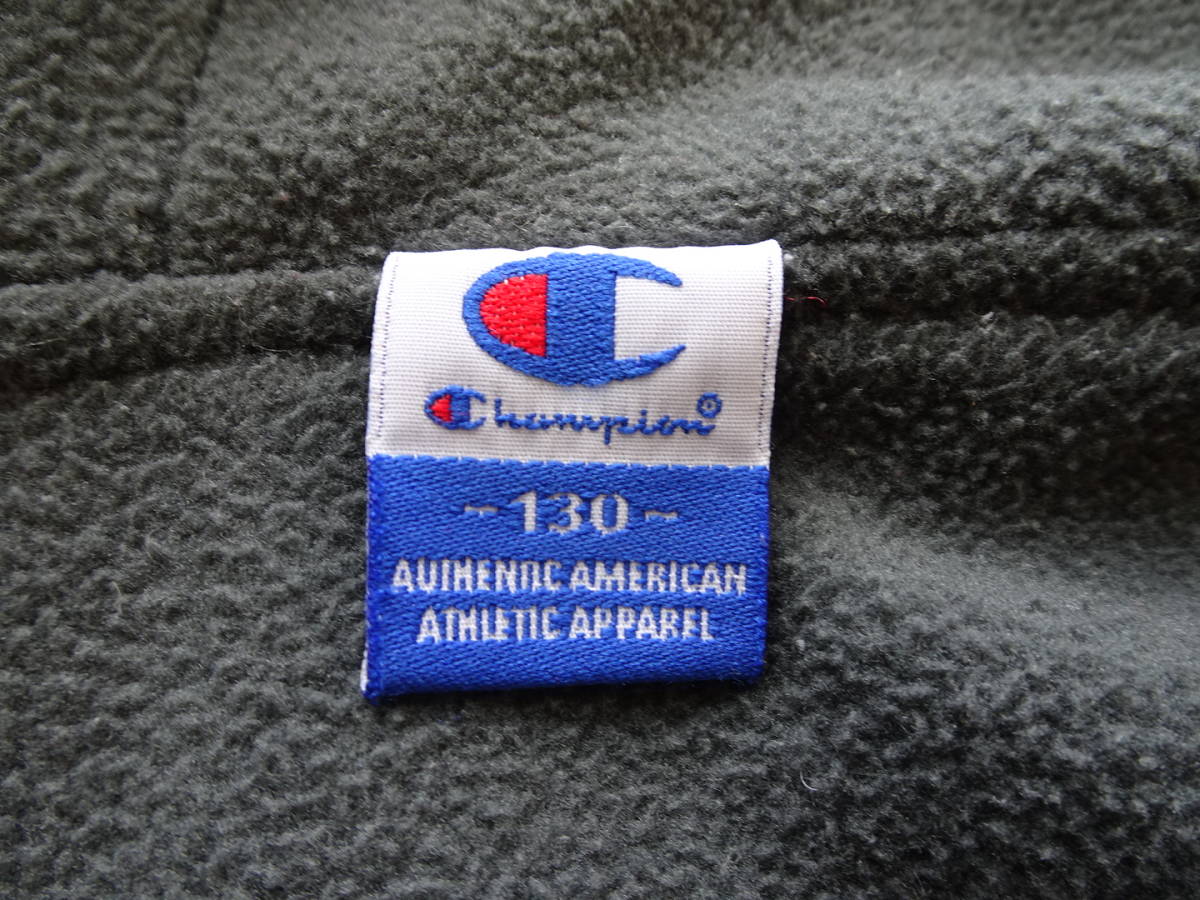 Champion®
~130~
AUTHENTIC AMERICAN
ATHLETIC APPAREL